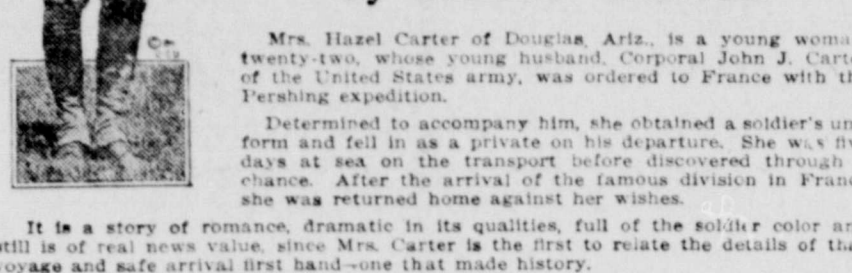 Mrs. Hazel Carter of Douglas, Ariz., is a young woma
twenty-two, whose young husband, Corporal John J. Carte
of the United States army, was ordered to France with th
Pershing expedition.
Determined to accompany him, she obtained a soldier's un
form and fell in as a private on his departure. She was fiv
days at sea on the transport before discovered through
chance. After the arrival of the famous division in Franc
she was returned home against her wishes.
It is a story of romance, dramatic in its qualities, full of the soldier color an
still is of real news value, since Mrs. Carter is the first to relate the details of tha
voyage and safe arrival first hand—one that made history.